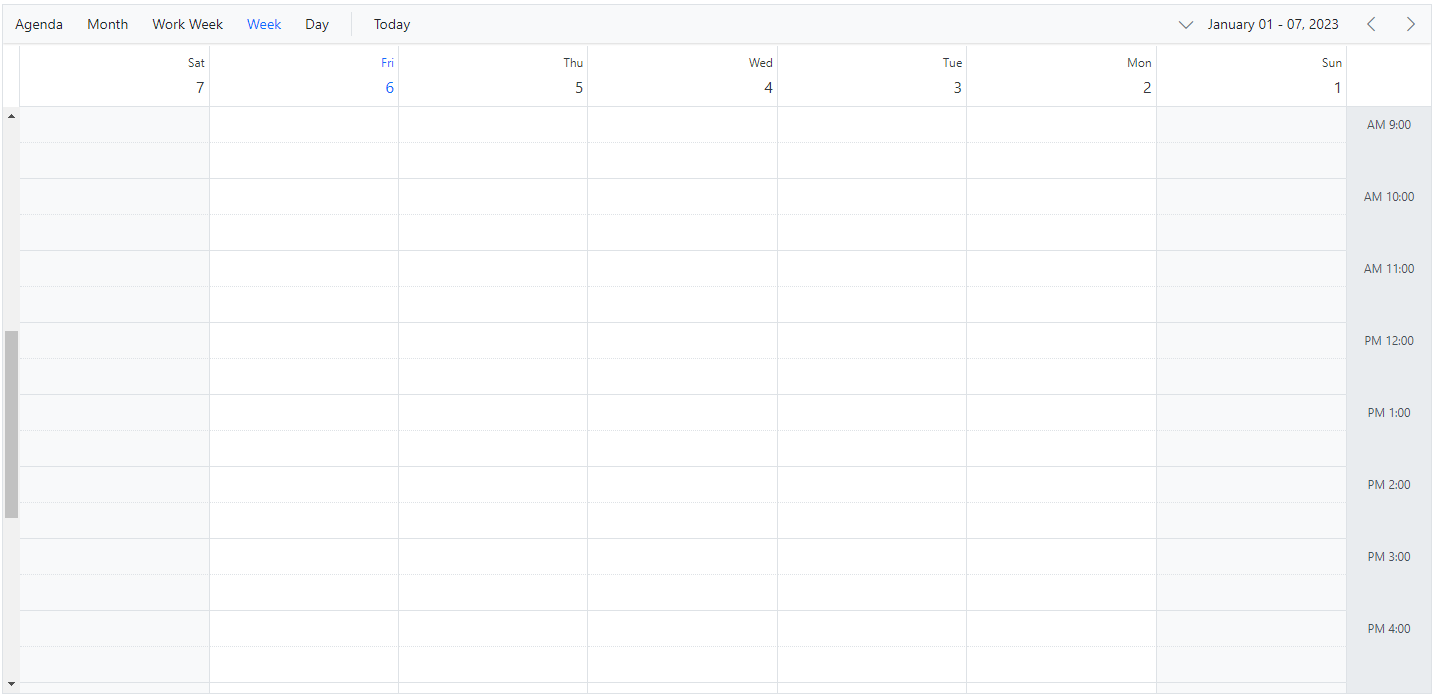 Agenda Month Work Week Week Day Today January 01 - 07, 2023
Sat Fri Thu Wed Tue Mon Sun
7 6 5 4 3 2 1
AM 9:00
AM 10:00
AM 11:00
PM 12:00
PM 1:00
PM 2:00
PM 3:00
PM 4:00